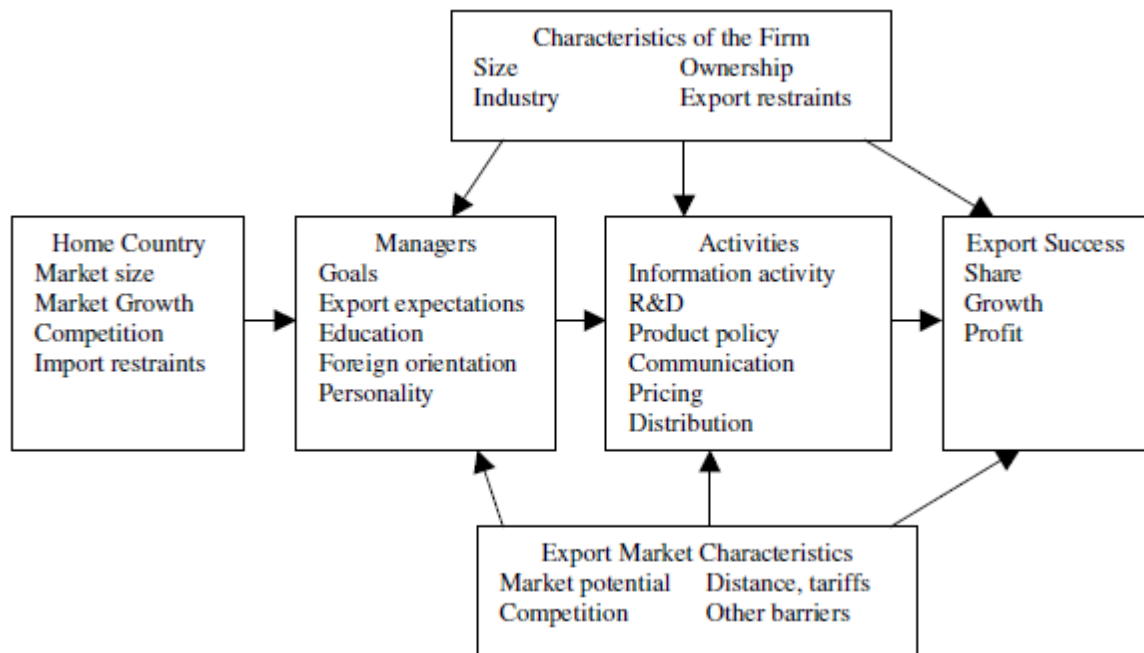 Characteristics of the Firm
Size Ownership
Industry Export restraints
Home Country
Market size
Market Growth
Competition
Import restraints
Managers
Goals
Export expectations
Education
Foreign orientation
Personality
Activities
Information activity
R&D
Product policy
Communication
Pricing
Distribution
Export Success
Share
Growth
Profit
Export Market Characteristics
Market potential Distance, tariffs
Competition Other barriers